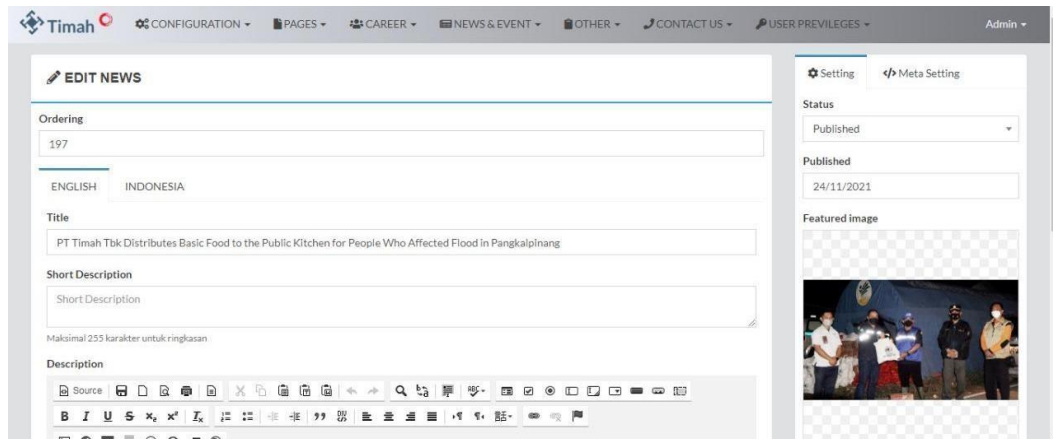 Timah CONFIGURATION PAGES CAREER NEWS & EVENT OTHER CONTACT US USER PREVILEGES Admin
EDIT NEWS
Ordering
197
ENGLISH INDONESIA
Title
PT Timah Tbk Distributes Basic Food to the Public Kitchen for People Who Affected Flood in Pangkalpinang
Short Description
Short Description
Maksimal 255 karakter untuk ringkasan
Description
Source
B I U S x₂ x² Iₓ
Setting </> Meta Setting
Status
Published
Published
24/11/2021
Featured image